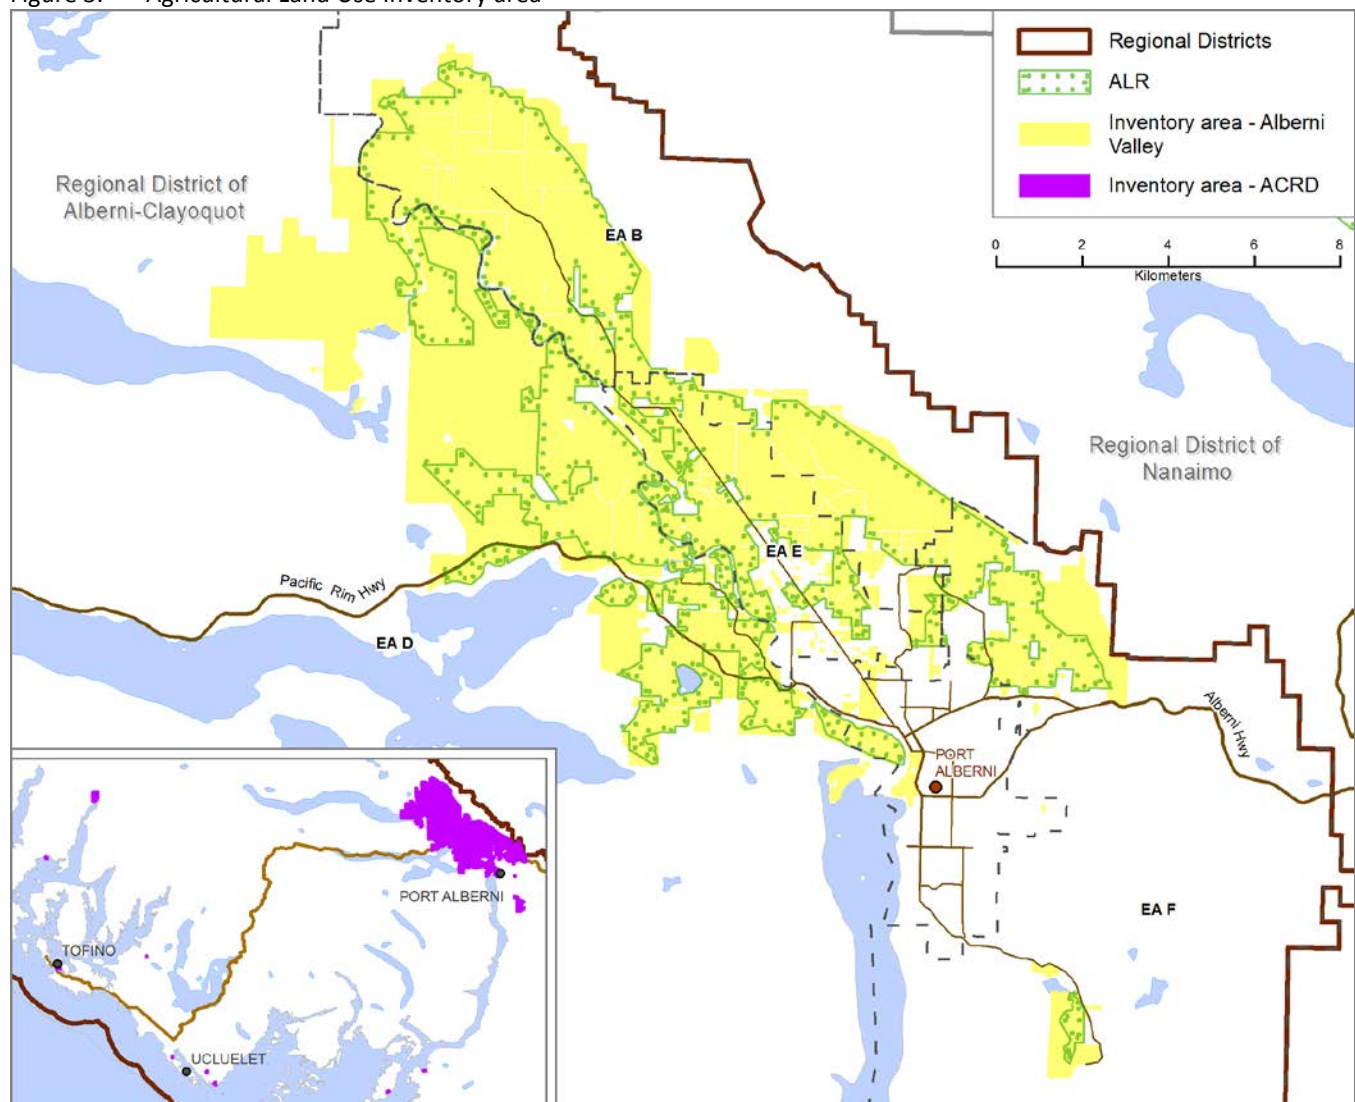 Figure 3. Agricultural Land Use Inventory area
Regional Districts
ALR
Inventory area - Alberni
Valley
Inventory area - ACRD
0 2 4 6 8
Kilometers
Regional District of
Alberni-Clayoquot
EA B
Regional District of
Nanaimo
EA E
Pacific Rim Hwy
EA D
Alberni Hwy
PORT
ALBERNI
EA F
PORT ALBERNI
TOFINO
UCLUELET